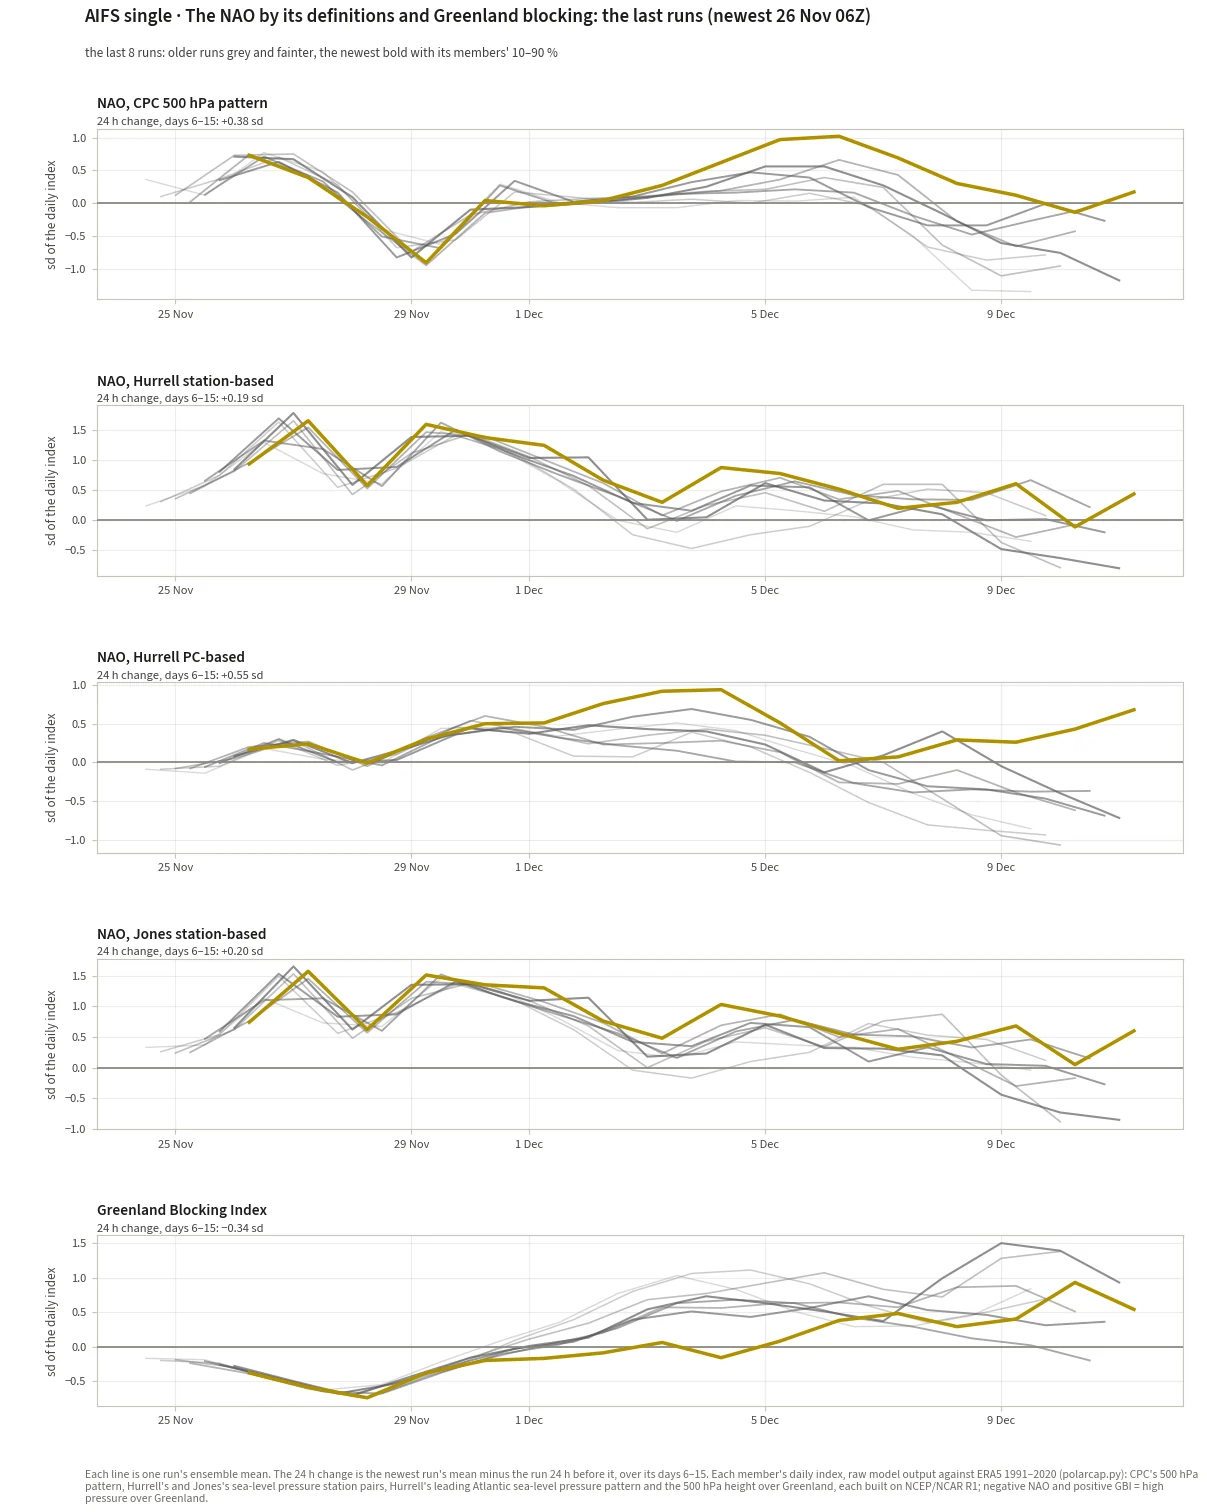 AIFS single · The NAO by its definitions and Greenland blocking: the last runs (newest 26 Nov 06Z)
the last 8 runs: older runs grey and fainter, the newest bold with its members' 10–90 %
NAO, CPC 500 hPa pattern
24 h change, days 6–15: +0.38 sd
sd of the daily index
1.0
0.5
0.0
−0.5
−1.0
25 Nov
29 Nov
1 Dec
5 Dec
9 Dec
NAO, Hurrell station-based
24 h change, days 6–15: +0.19 sd
sd of the daily index
1.5
1.0
0.5
0.0
−0.5
25 Nov
29 Nov
1 Dec
5 Dec
9 Dec
NAO, Hurrell PC-based
24 h change, days 6–15: +0.55 sd
sd of the daily index
1.0
0.5
0.0
−0.5
−1.0
25 Nov
29 Nov
1 Dec
5 Dec
9 Dec
NAO, Jones station-based
24 h change, days 6–15: +0.20 sd
sd of the daily index
1.5
1.0
0.5
0.0
−0.5
−1.0
25 Nov
29 Nov
1 Dec
5 Dec
9 Dec
Greenland Blocking Index
24 h change, days 6–15: −0.34 sd
sd of the daily index
1.5
1.0
0.5
0.0
−0.5
25 Nov
29 Nov
1 Dec
5 Dec
9 Dec
Each line is one run's ensemble mean. The 24 h change is the newest run's mean minus the run 24 h before it, over its days 6–15. Each member's daily index, raw model output against ERA5 1991–2020 (polarcap.py): CPC's 500 hPa
pattern, Hurrell's and Jones's sea-level pressure station pairs, Hurrell's leading Atlantic sea-level pressure pattern and the 500 hPa height over Greenland, each built on NCEP/NCAR R1; negative NAO and positive GBI = high
pressure over Greenland.